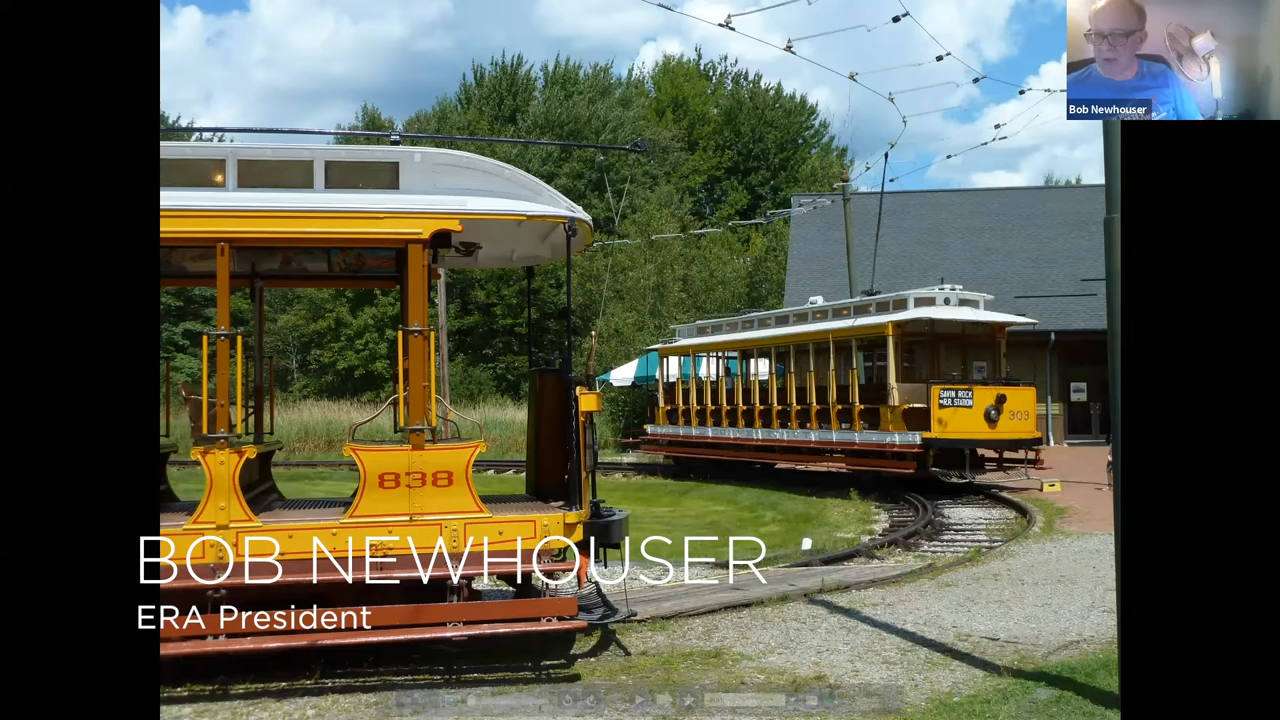 Bob Newhouser
SAVIN ROCK
R.R. STATION
303
838
BOB NEWHOUSER
ERA President